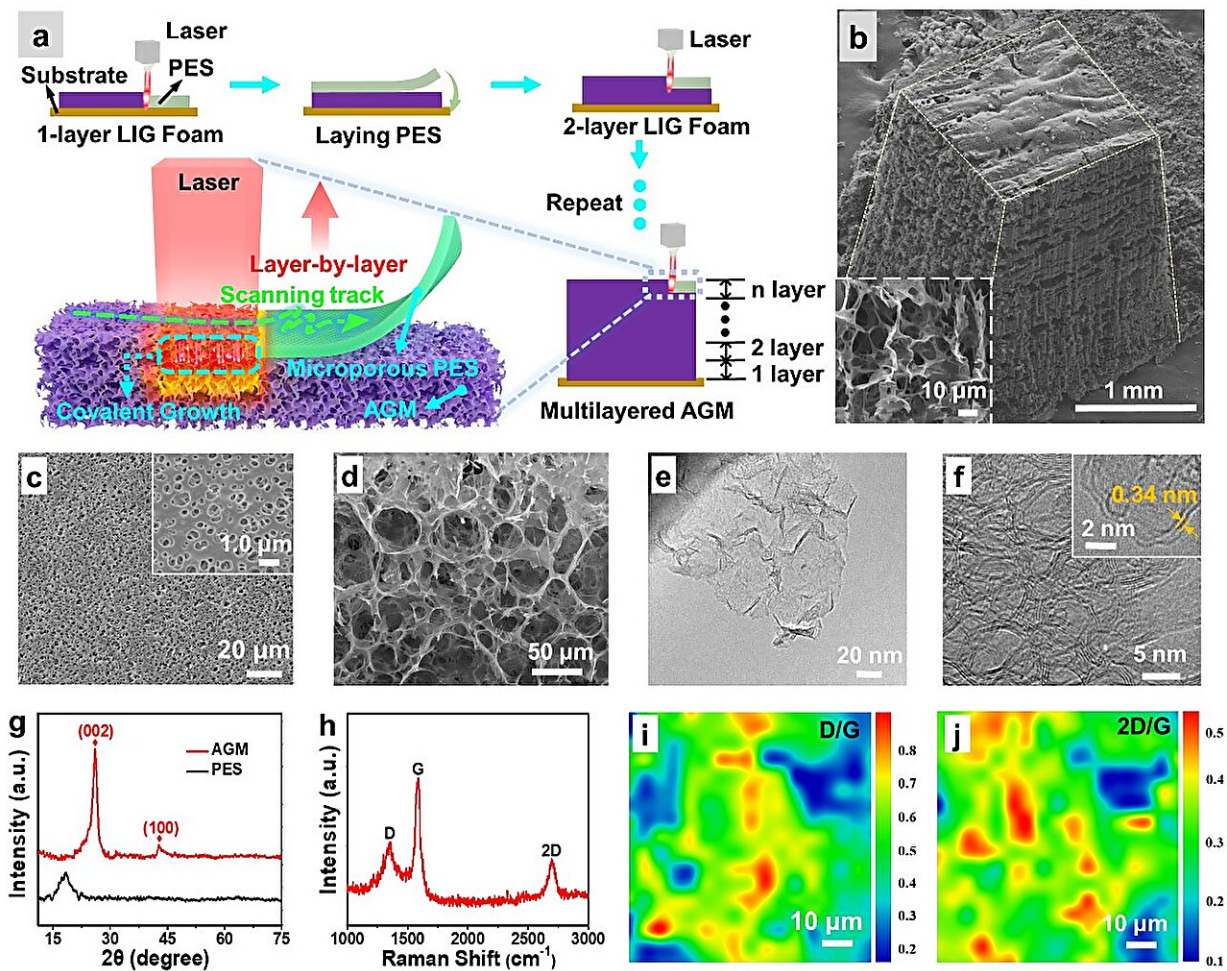 a
Laser
PES
Substrate
1-layer LIG Foam
Laying PES
Laser
2-layer LIG Foam
Repeat
Laser
Layer-by-layer
Scanning track
Microporous PES
Covalent Growth
AGM
n layer
2 layer
1 layer
Multilayered AGM
b
10 µm
1 mm
c
1.0 µm
20 µm
d
50 µm
e
20 nm
f
0.34 nm
2 nm
5 nm
g
(002)
AGM
PES
(100)
Intensity (a.u.)
15 30 45 60 75
2θ (degree)
h
G
D
2D
Intensity (a.u.)
1000 1500 2000 2500 3000
Raman Shift (cm⁻¹)
i
D/G
10 µm
0.8
0.7
0.6
0.5
0.4
0.3
0.2
j
2D/G
10 µm
0.5
0.4
0.3
0.2
0.1